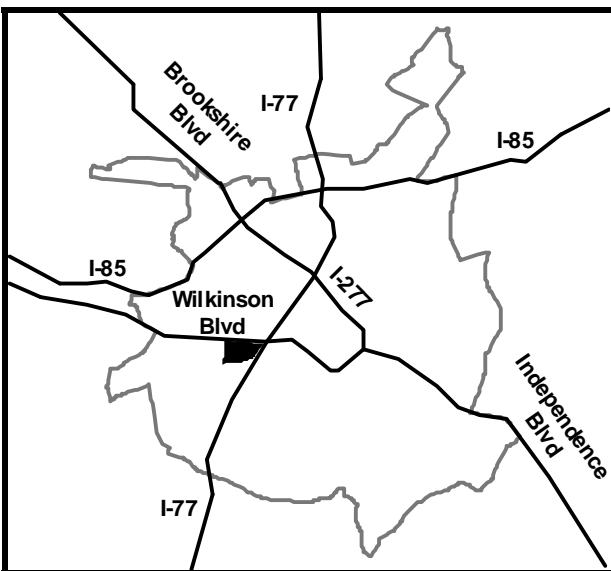 Brookshire
Blvd
I-77
I-85
I-85
I-277
Wilkinson
Blvd
Independence
Blvd
I-77